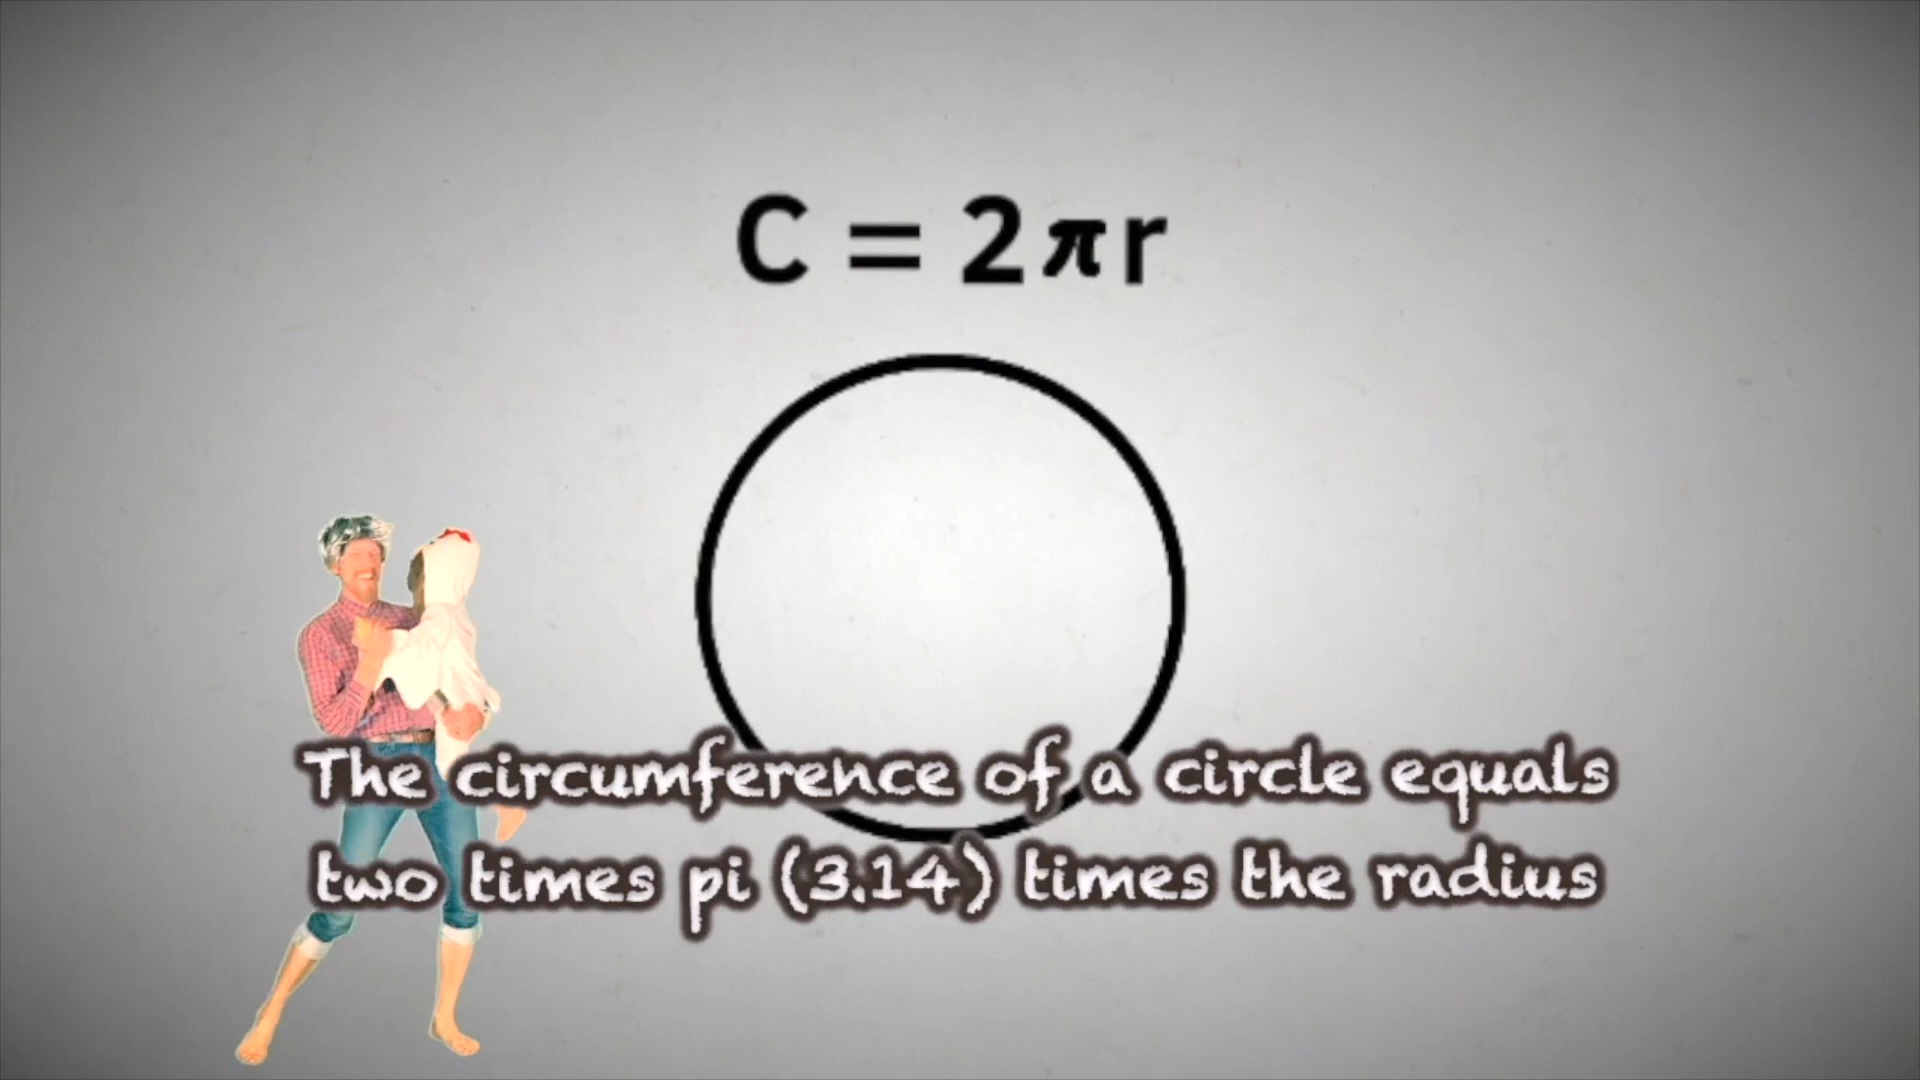 C = 2πr
The circumference of a circle equals
two times pi (3.14) times the radius